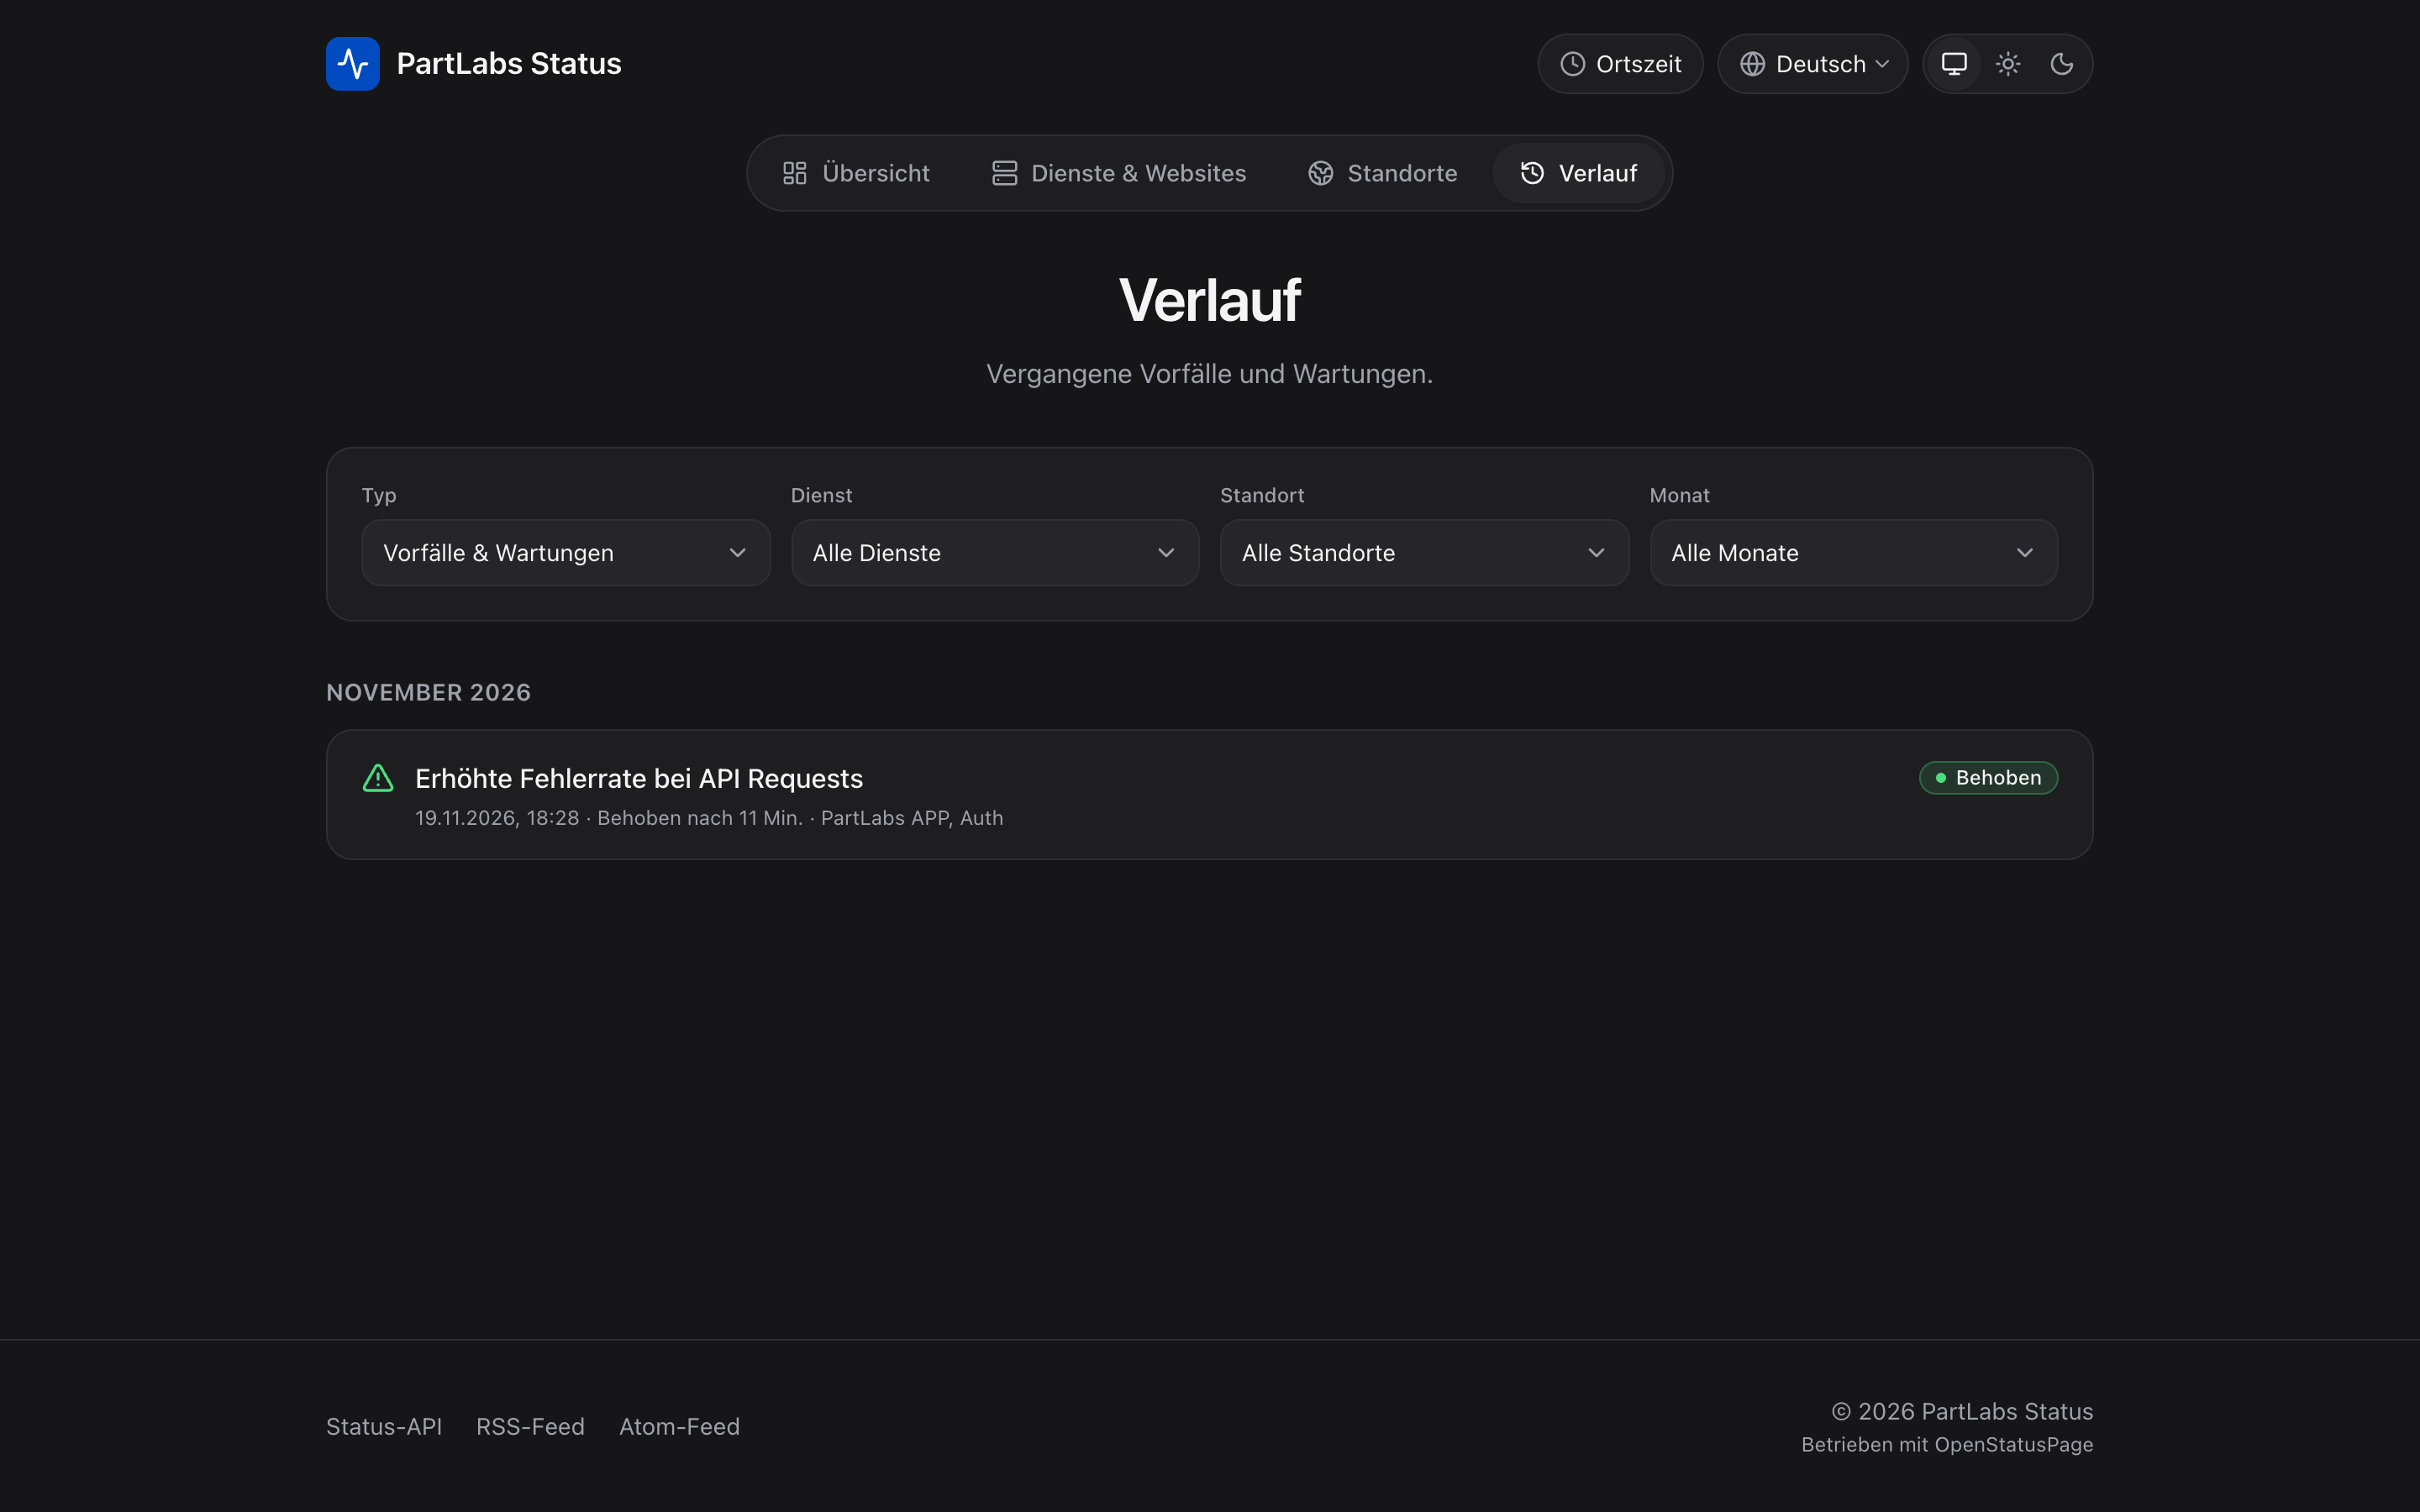 PartLabs Status
Ortszeit
Deutsch
Übersicht
Dienste & Websites
Standorte
Verlauf
Verlauf
Vergangene Vorfälle und Wartungen.
Typ
Dienst
Standort
Monat
Vorfälle & Wartungen
Alle Dienste
Alle Standorte
Alle Monate
NOVEMBER 2026
Erhöhte Fehlerrate bei API Requests
Behoben
19.11.2026, 18:28 · Behoben nach 11 Min. · PartLabs APP, Auth
Status-API
RSS-Feed
Atom-Feed
© 2026 PartLabs Status
Betrieben mit OpenStatusPage